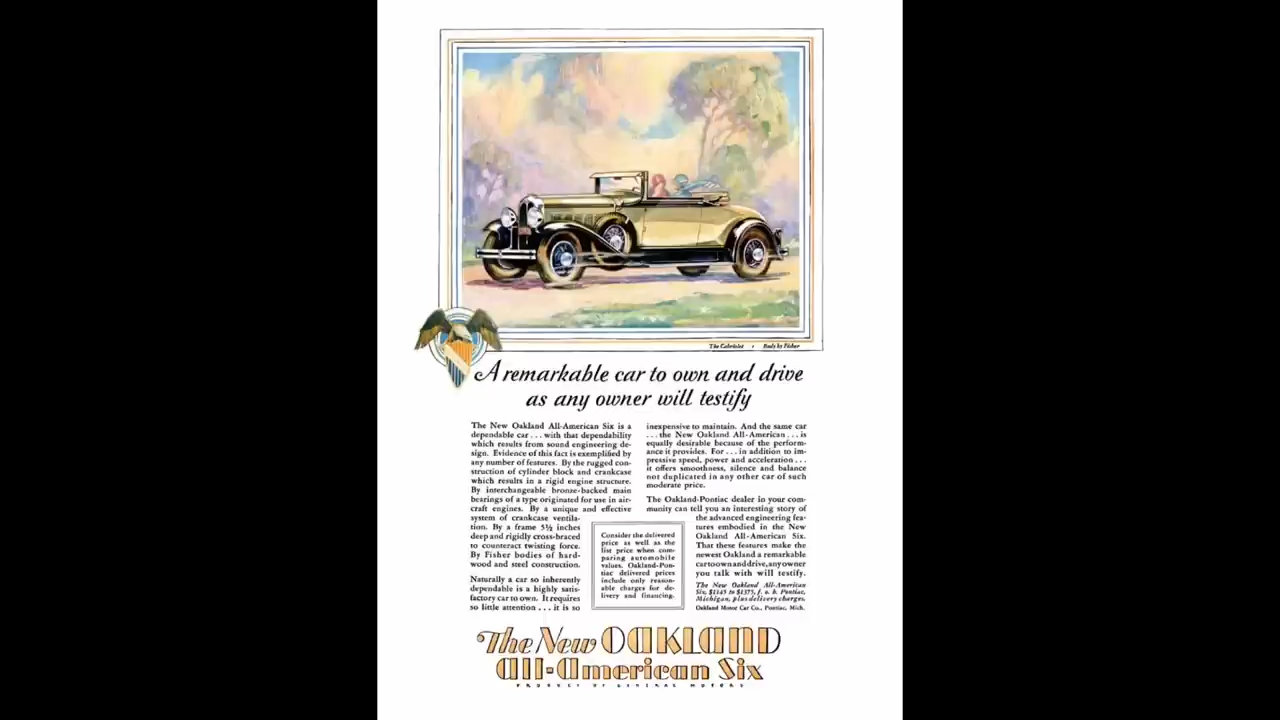 The Cabriolet • Body by Fisher
A remarkable car to own and drive
as any owner will testify
The New Oakland All-American Six is a
dependable car . . . with that dependability
which results from sound engineering de-
sign. Evidence of this fact is exemplified by
any number of features. By the rugged con-
struction of cylinder block and crankcase
which results in a rigid engine structure.
By interchangeable bronze-backed main
bearings of a type originated for use in air-
craft engines. By a unique and effective
system of crankcase ventila-
tion. By a frame 5½ inches
deep and rigidly cross-braced
to counteract twisting force.
By Fisher bodies of hard-
wood and steel construction.
Naturally a car so inherently
dependable is a highly satis-
factory car to own. It requires
so little attention . . . it is so
inexpensive to maintain. And the same car
. . . the New Oakland All-American . . . is
equally desirable because of the perform-
ance it provides. For . . . in addition to im-
pressive speed, power and acceleration . . .
it offers smoothness, silence and balance
not duplicated in any other car of such
moderate price.
The Oakland-Pontiac dealer in your com-
munity can tell you an interesting story of
the advanced engineering fea-
tures embodied in the New
Oakland All-American Six.
That these features make the
newest Oakland a remarkable
car to own and drive, any owner
you talk with will testify.
The New Oakland All-American
Six, $1145 to $1375, f. o. b. Pontiac,
Michigan, plus delivery charges.
Oakland Motor Car Co., Pontiac, Mich.
Consider the delivered
price as well as the
list price when com-
paring automobile
values. Oakland-Pon-
tiac delivered prices
include only reason-
able charges for de-
livery and financing.
The New OAKLAND
All-American Six
PRODUCT OF GENERAL MOTORS